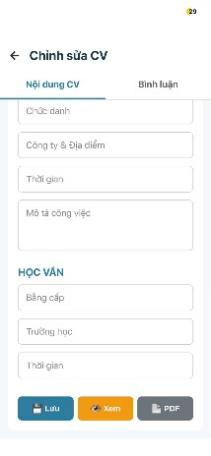 29
← Chỉnh sửa CV
Nội dung CV
Bình luận
Chức danh
Công ty & Địa điểm
Thời gian
Mô tả công việc
HỌC VẤN
Bằng cấp
Trường học
Thời gian
Lưu
Xem
PDF